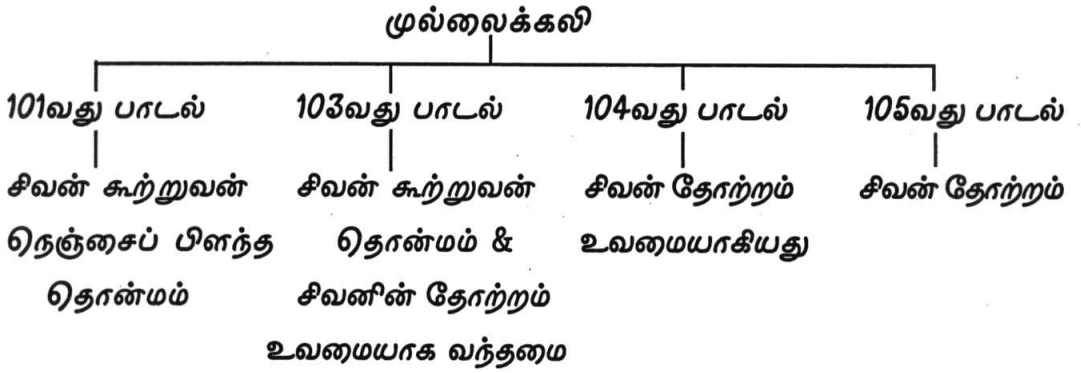 முல்லைக்கலி
101வது பாடல்
103வது பாடல்
104வது பாடல்
105வது பாடல்
சிவன் கூற்றுவன்
நெஞ்சைப் பிளந்த
தொன்மம்
சிவன் கூற்றுவன்
தொன்மம் &
சிவனின் தோற்றம்
உவமையாக வந்தமை
சிவன் தோற்றம்
உவமையாகியது
சிவன் தோற்றம்